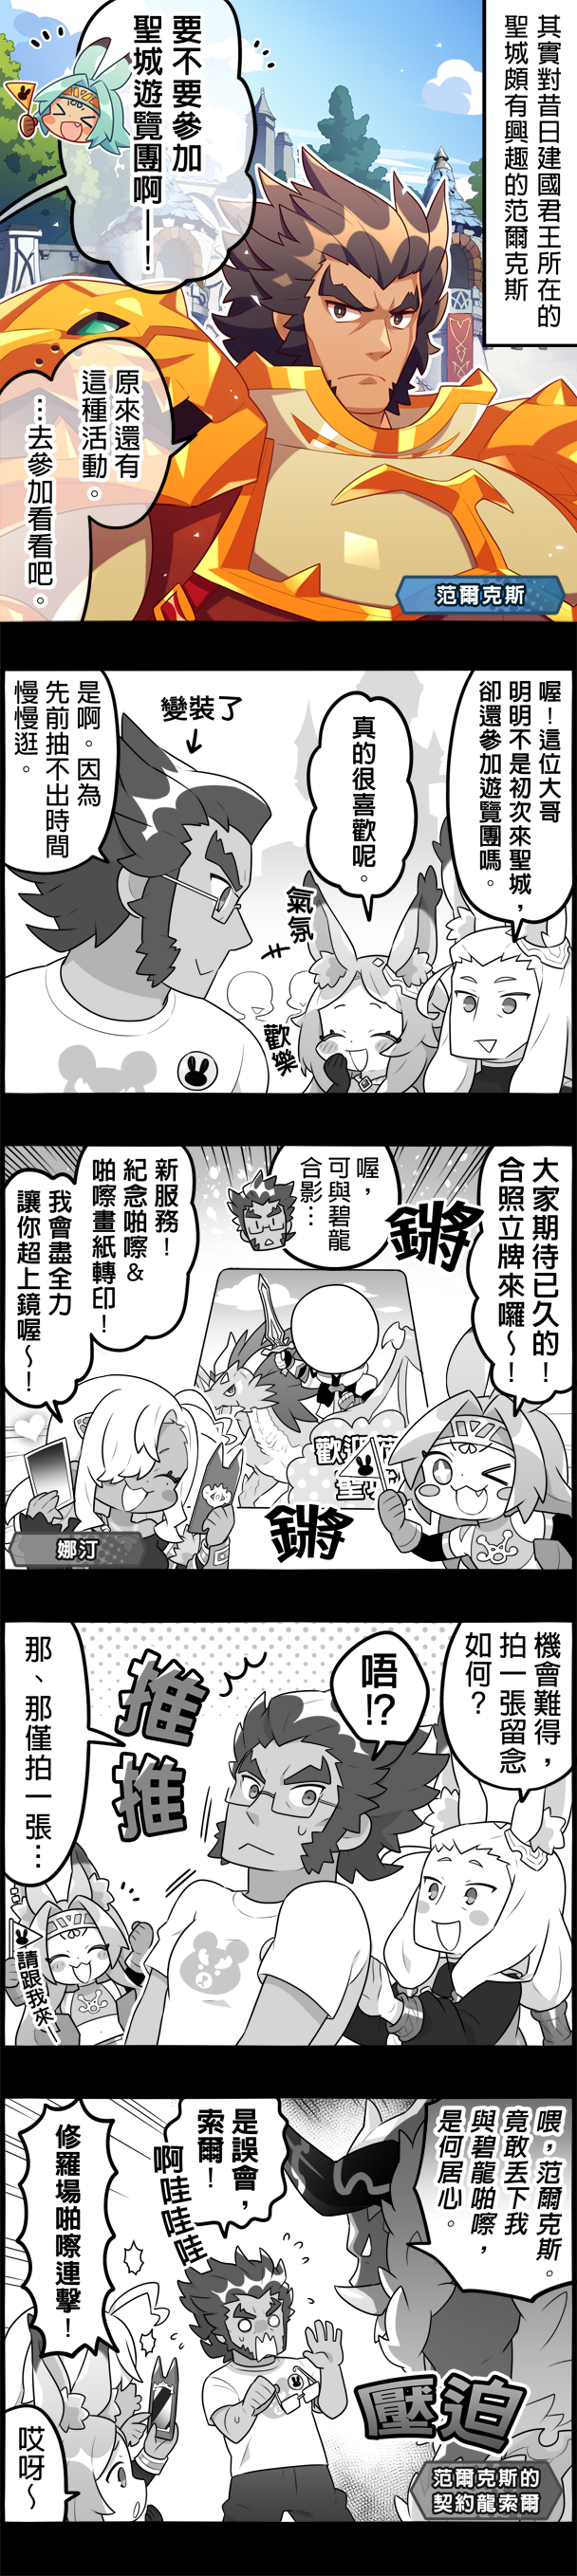 其實對昔日建國君王所在的
聖城頗有興趣的范爾克斯
要不要參加
聖城遊覽團啊──！
原來還有
這種活動。
…去參加看看吧。
范爾克斯
喔！這位大哥
明明不是初次來聖城，
卻還參加遊覽團嗎。
真的很喜歡呢。
變裝了
是啊。因為
先前抽不出時間
慢慢逛。
氣氛
歡樂
大家期待已久的！
合照立牌來囉～！
鏘
喔，
可與碧龍
合影…
新服務！
紀念啪嚓&
啪嚓畫紙轉印！
我會盡全力
讓你超上鏡喔～！
歡迎
鏘
娜汀
機會難得，
拍一張留念
如何？
唔!?
推
推
那、那僅拍一張…
請跟我來─
喂，范爾克斯。
竟敢丟下我
與碧龍啪嚓，
是何居心。
是誤會，
索爾！
啊哇哇哇
修羅場啪嚓連擊！
壓迫
哎呀～
范爾克斯的
契約龍索爾